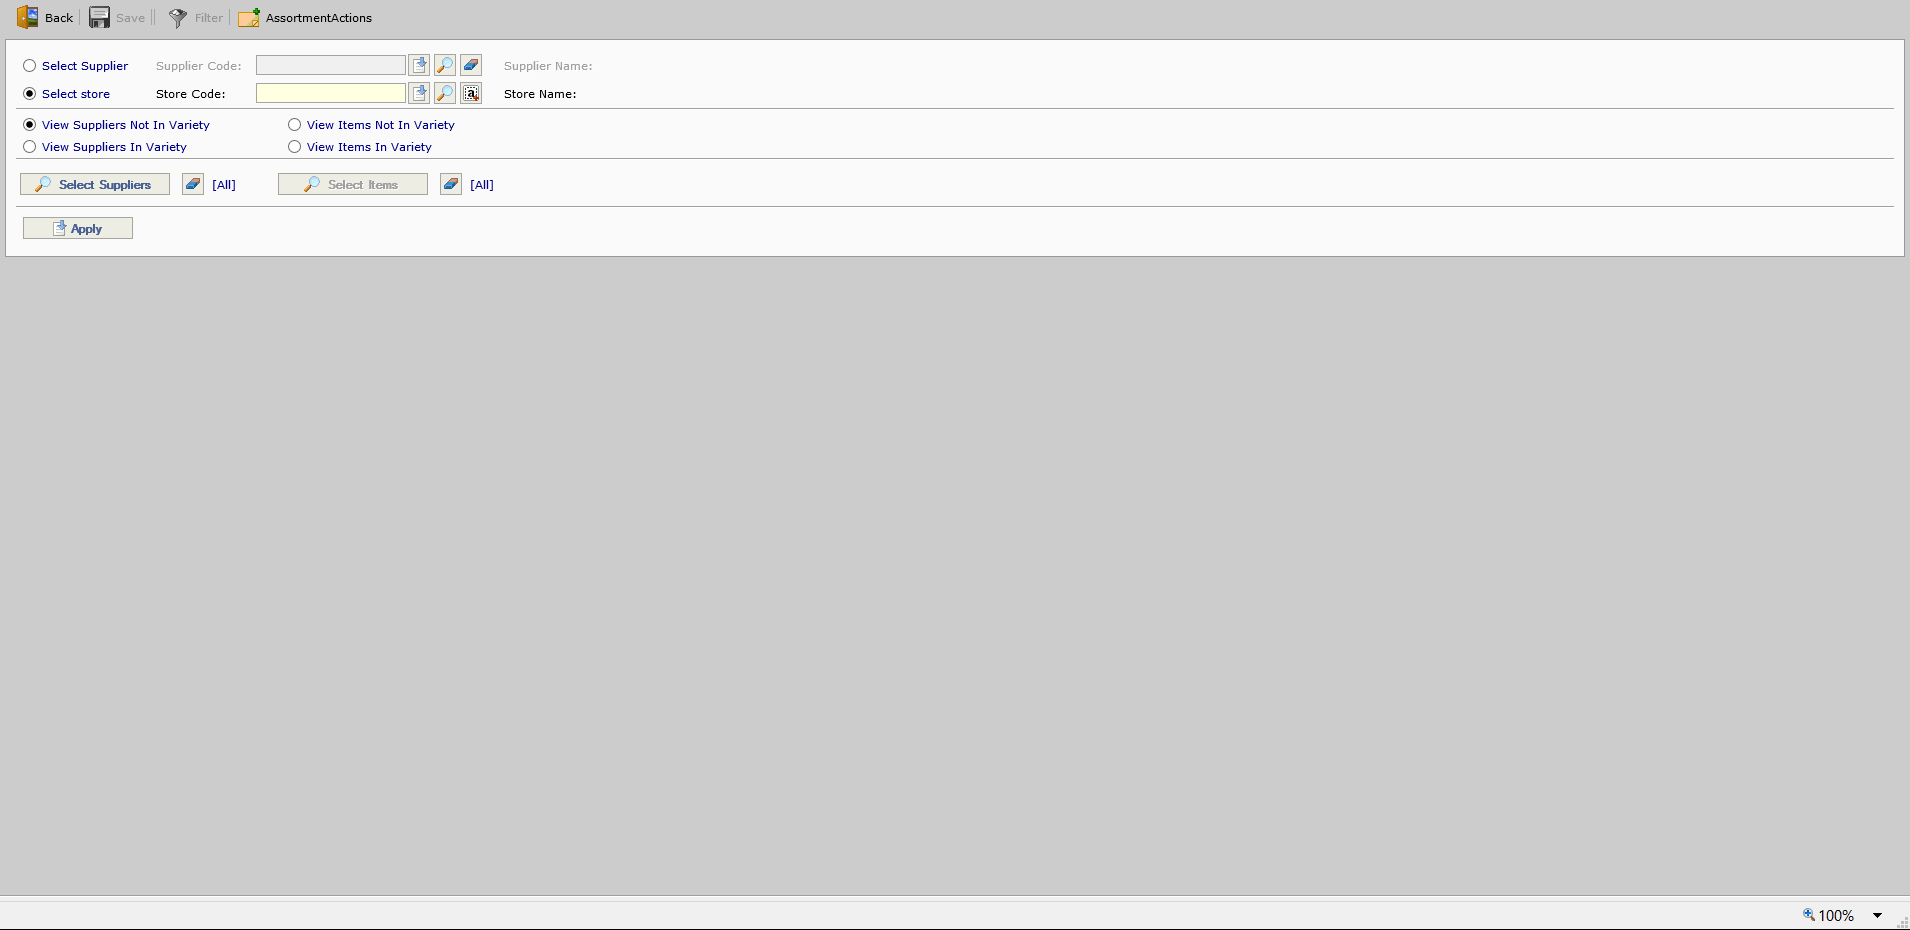 Back Save Filter AssortmentActions
Select Supplier Supplier Code: Supplier Name:
Select store Store Code: a Store Name:
View Suppliers Not In Variety View Items Not In Variety
View Suppliers In Variety View Items In Variety
Select Suppliers [All] Select Items [All]
Apply
100%